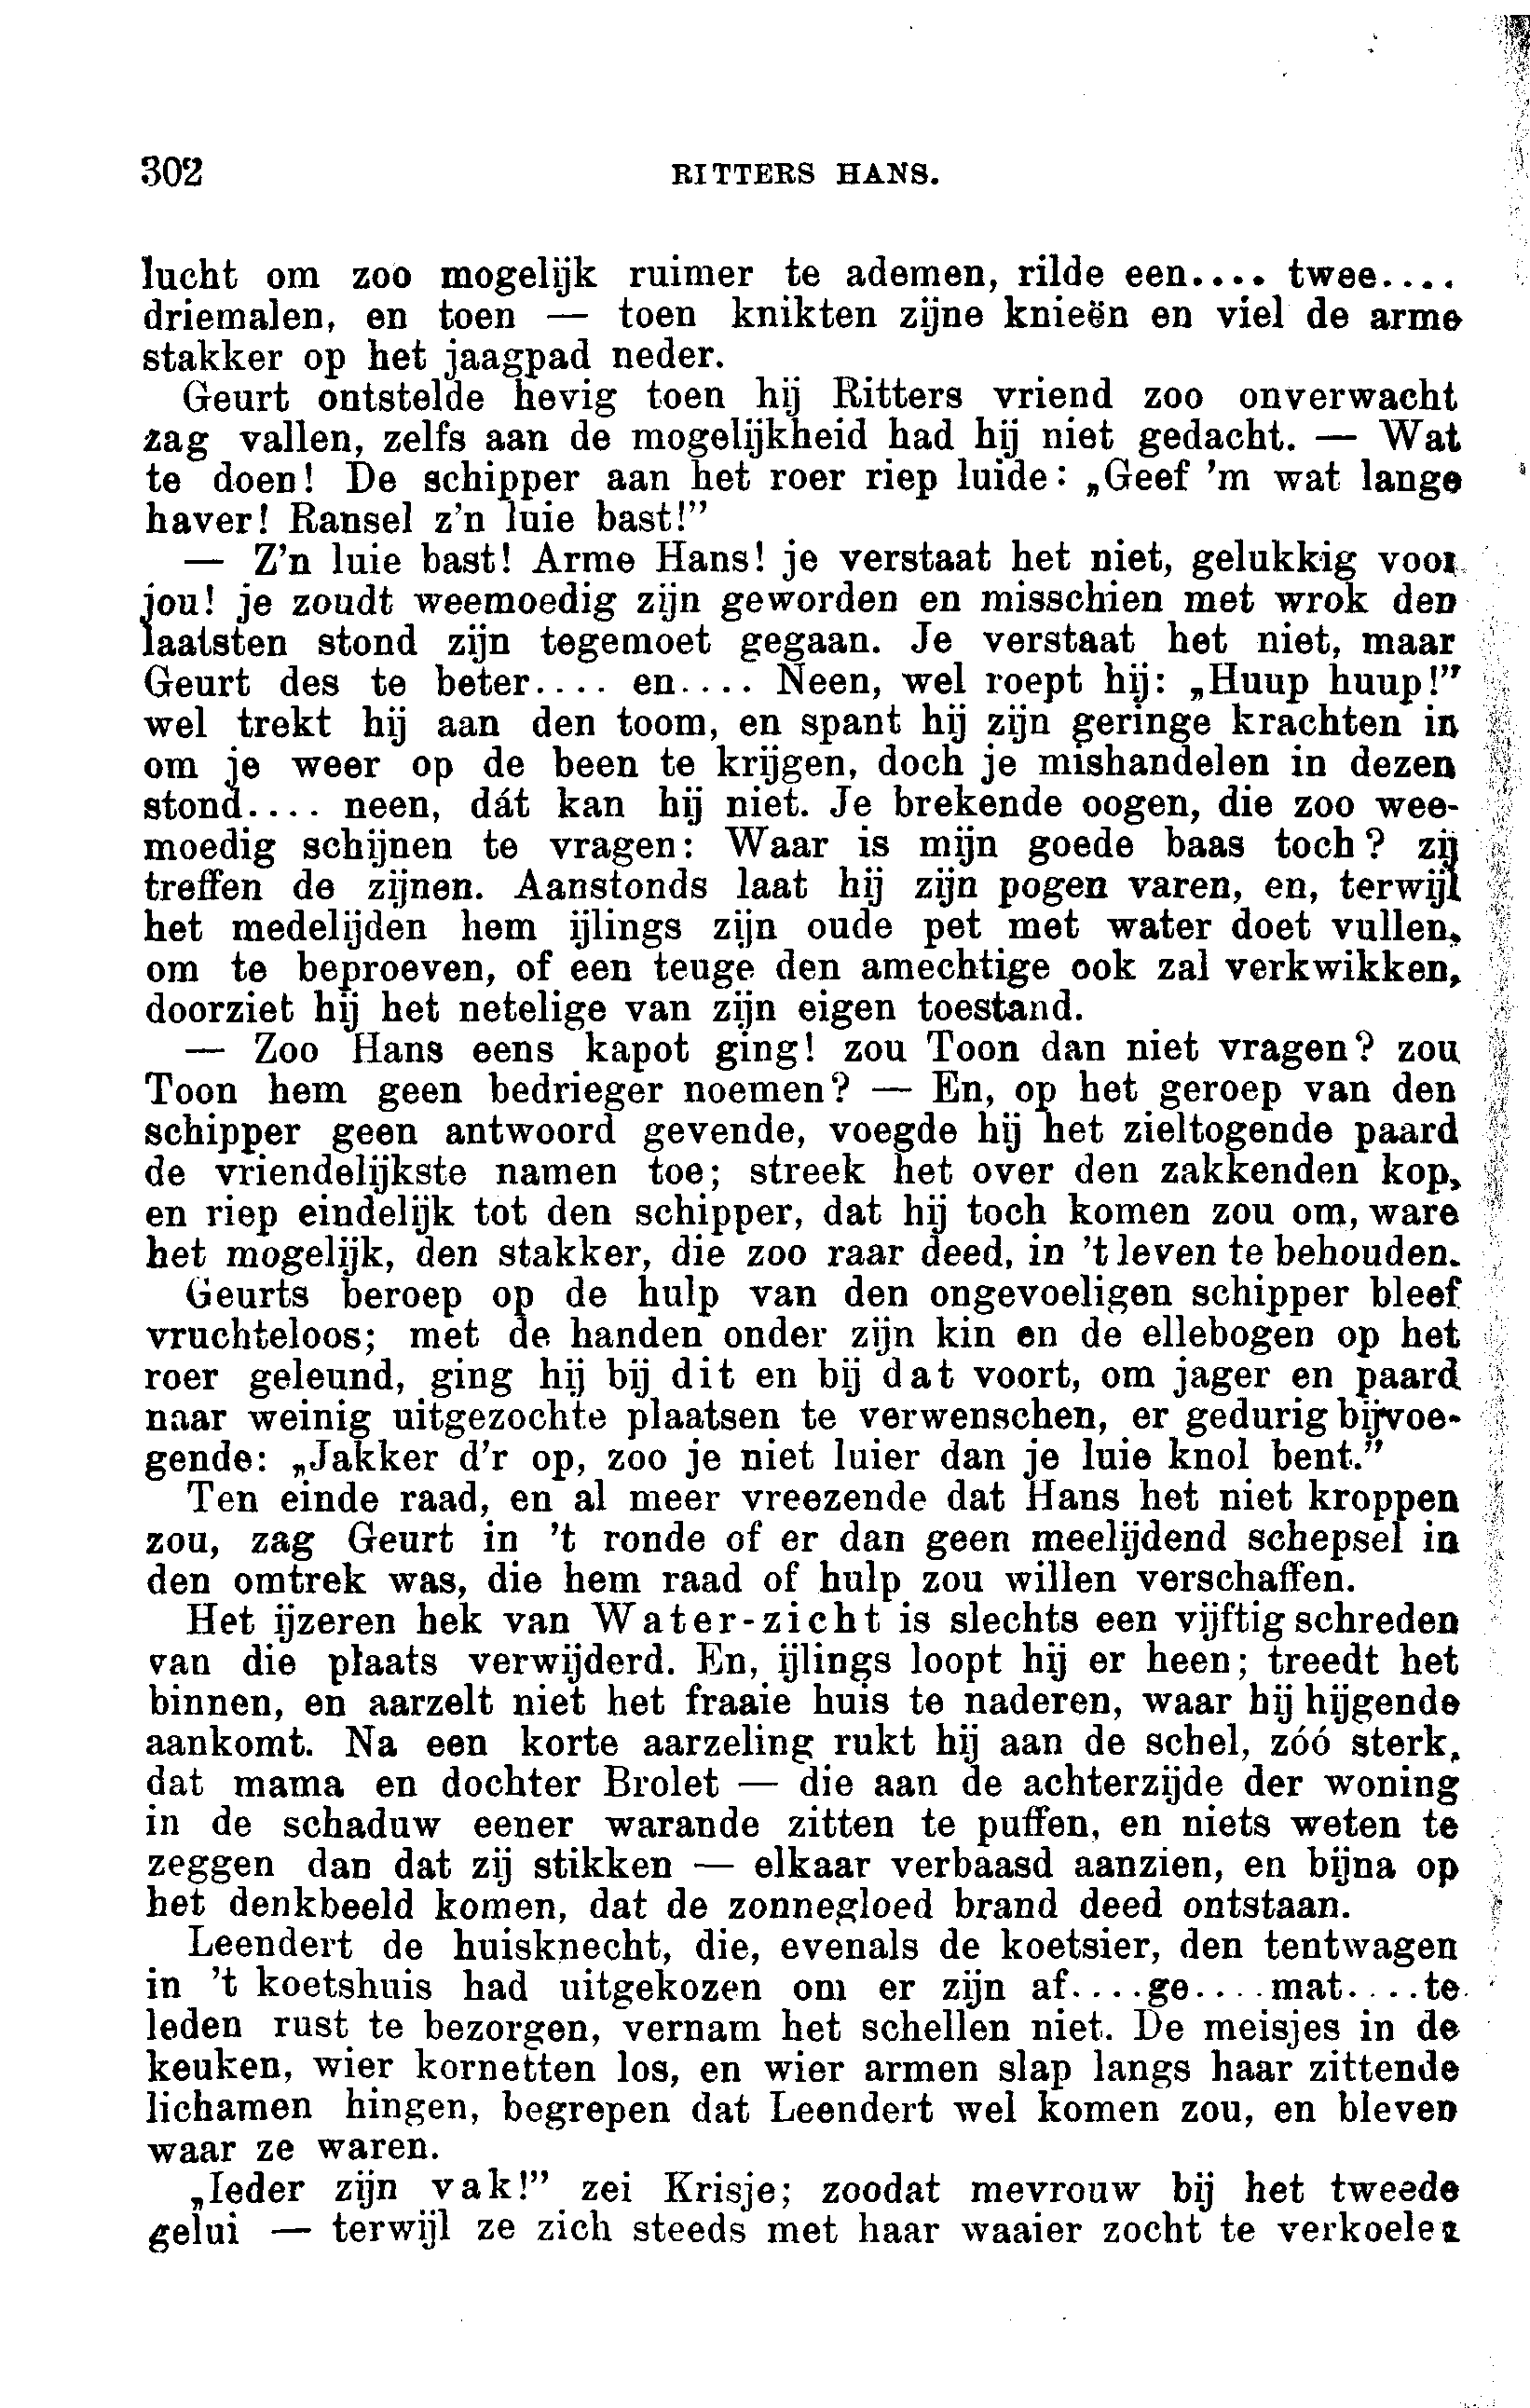 302 RITTERS HANS.
lucht om zoo mogelijk ruimer te ademen, rilde een.... twee....
driemalen, en toen — toen knikten zijne knieën en viel de arme
stakker op het jaagpad neder.
Geurt ontstelde hevig toen hij Ritters vriend zoo onverwacht
zag vallen, zelfs aan de mogelijkheid had hij niet gedacht. — Wat
te doen! De schipper aan het roer riep luide: „Geef 'm wat lange
haver! Ransel z'n luie bast!”
— Z'n luie bast! Arme Hans! je verstaat het niet, gelukkig voor
jou! je zoudt weemoedig zijn geworden en misschien met wrok den
laatsten stond zijn tegemoet gegaan. Je verstaat het niet, maar
Geurt des te beter.... en.... Neen, wel roept hij: „Huup huup!”
wel trekt hij aan den toom, en spant hij zijn geringe krachten in
om je weer op de been te krijgen, doch je mishandelen in dezen
stond.... neen, dát kan hij niet. Je brekende oogen, die zoo wee-
moedig schijnen te vragen: Waar is mijn goede baas toch? zij
treffen de zijnen. Aanstonds laat hij zijn pogen varen, en, terwijl
het medelijden hem ijlings zijn oude pet met water doet vullen,
om te beproeven, of een teuge den amechtige ook zal verkwikken,
doorziet hij het netelige van zijn eigen toestand.
— Zoo Hans eens kapot ging! zou Toon dan niet vragen? zou
Toon hem geen bedrieger noemen? — En, op het geroep van den
schipper geen antwoord gevende, voegde hij het zieltogende paard
de vriendelijkste namen toe; streek het over den zakkenden kop,
en riep eindelijk tot den schipper, dat hij toch komen zou om, ware
het mogelijk, den stakker, die zoo raar deed, in 't leven te behouden.
Geurts beroep op de hulp van den ongevoeligen schipper bleef
vruchteloos; met de handen onder zijn kin en de ellebogen op het
roer geleund, ging hij bij dit en bij dat voort, om jager en paard
naar weinig uitgezochte plaatsen te verwenschen, er gedurig bijvoe-
gende: „Jakker d'r op, zoo je niet luier dan je luie knol bent.”
Ten einde raad, en al meer vreezende dat Hans het niet kroppen
zou, zag Geurt in 't ronde of er dan geen meelijdend schepsel in
den omtrek was, die hem raad of hulp zou willen verschaffen.
Het ijzeren hek van Water-zicht is slechts een vijftig schreden
van die plaats verwijderd. En, ijlings loopt hij er heen; treedt het
binnen, en aarzelt niet het fraaie huis te naderen, waar hij hijgende
aankomt. Na een korte aarzeling rukt hij aan de schel, zóó sterk,
dat mama en dochter Brolet — die aan de achterzijde der woning
in de schaduw eener warande zitten te puffen, en niets weten te
zeggen dan dat zij stikken — elkaar verbaasd aanzien, en bijna op
het denkbeeld komen, dat de zonnegloed brand deed ontstaan.
Leendert de huisknecht, die, evenals de koetsier, den tentwagen
in 't koetshuis had uitgekozen om er zijn af....ge....mat....te
leden rust te bezorgen, vernam het schellen niet. De meisjes in de
keuken, wier kornetten los, en wier armen slap langs haar zittende
lichamen hingen, begrepen dat Leendert wel komen zou, en bleven
waar ze waren.
„Ieder zijn vak!” zei Krisje; zoodat mevrouw bij het tweede
gelui — terwijl ze zich steeds met haar waaier zocht te verkoelen